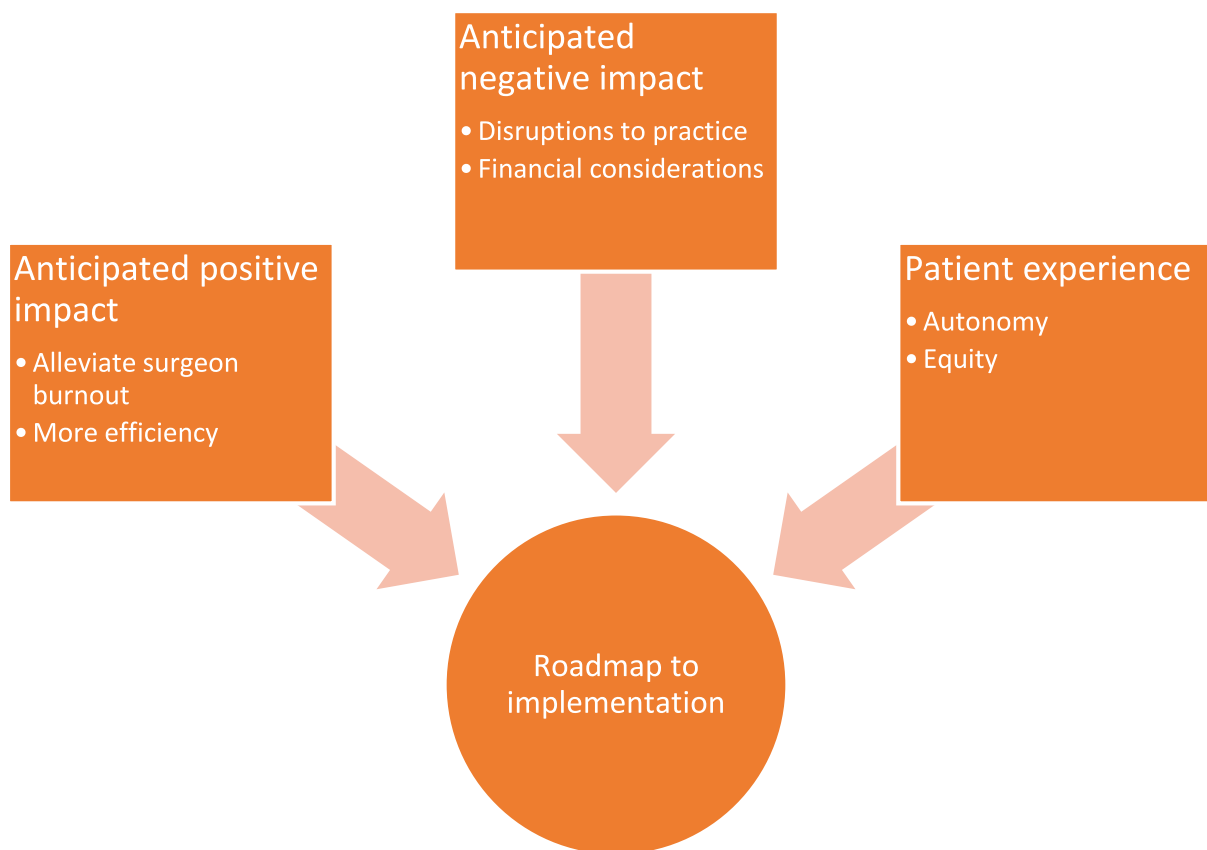 Anticipated
negative impact
• Disruptions to practice
• Financial considerations
Anticipated positive
impact
• Alleviate surgeon
burnout
• More efficiency
Patient experience
• Autonomy
• Equity
Roadmap to
implementation